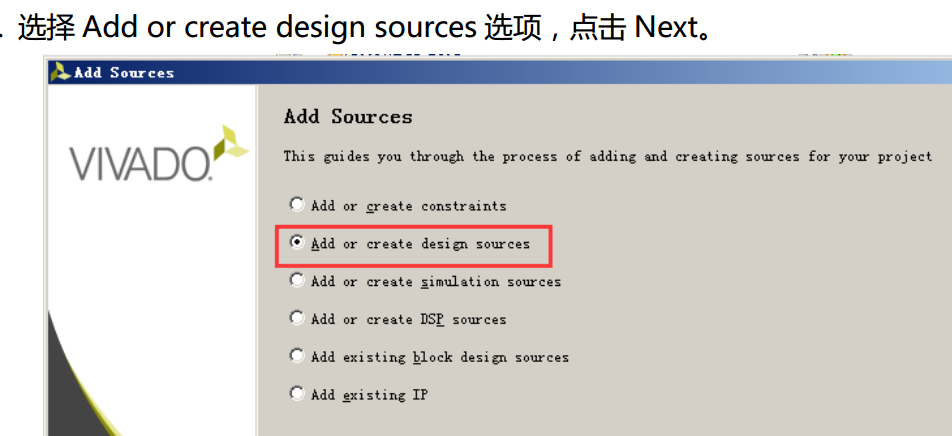 . 选择 Add or create design sources 选项，点击 Next。
Add Sources
VIVADO
Add Sources
This guides you through the process of adding and creating sources for your project
Add or create constraints
Add or create design sources
Add or create simulation sources
Add or create DSP sources
Add existing block design sources
Add existing IP